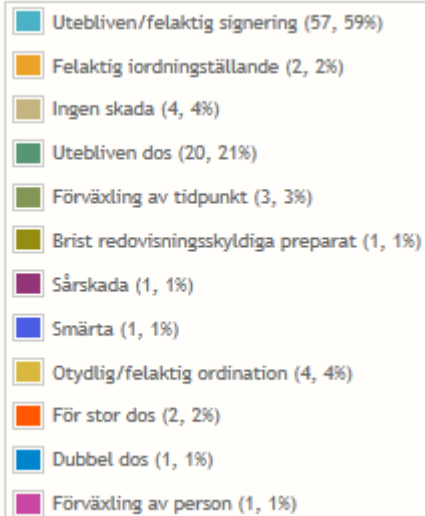 Utebliven/felaktig signering (57, 59%)
Felaktig iordningställande (2, 2%)
Ingen skada (4, 4%)
Utebliven dos (20, 21%)
Förväxling av tidpunkt (3, 3%)
Brist redovisningsskyldiga preparat (1, 1%)
Sårskada (1, 1%)
Smärta (1, 1%)
Otydlig/felaktig ordination (4, 4%)
För stor dos (2, 2%)
Dubbel dos (1, 1%)
Förväxling av person (1, 1%)